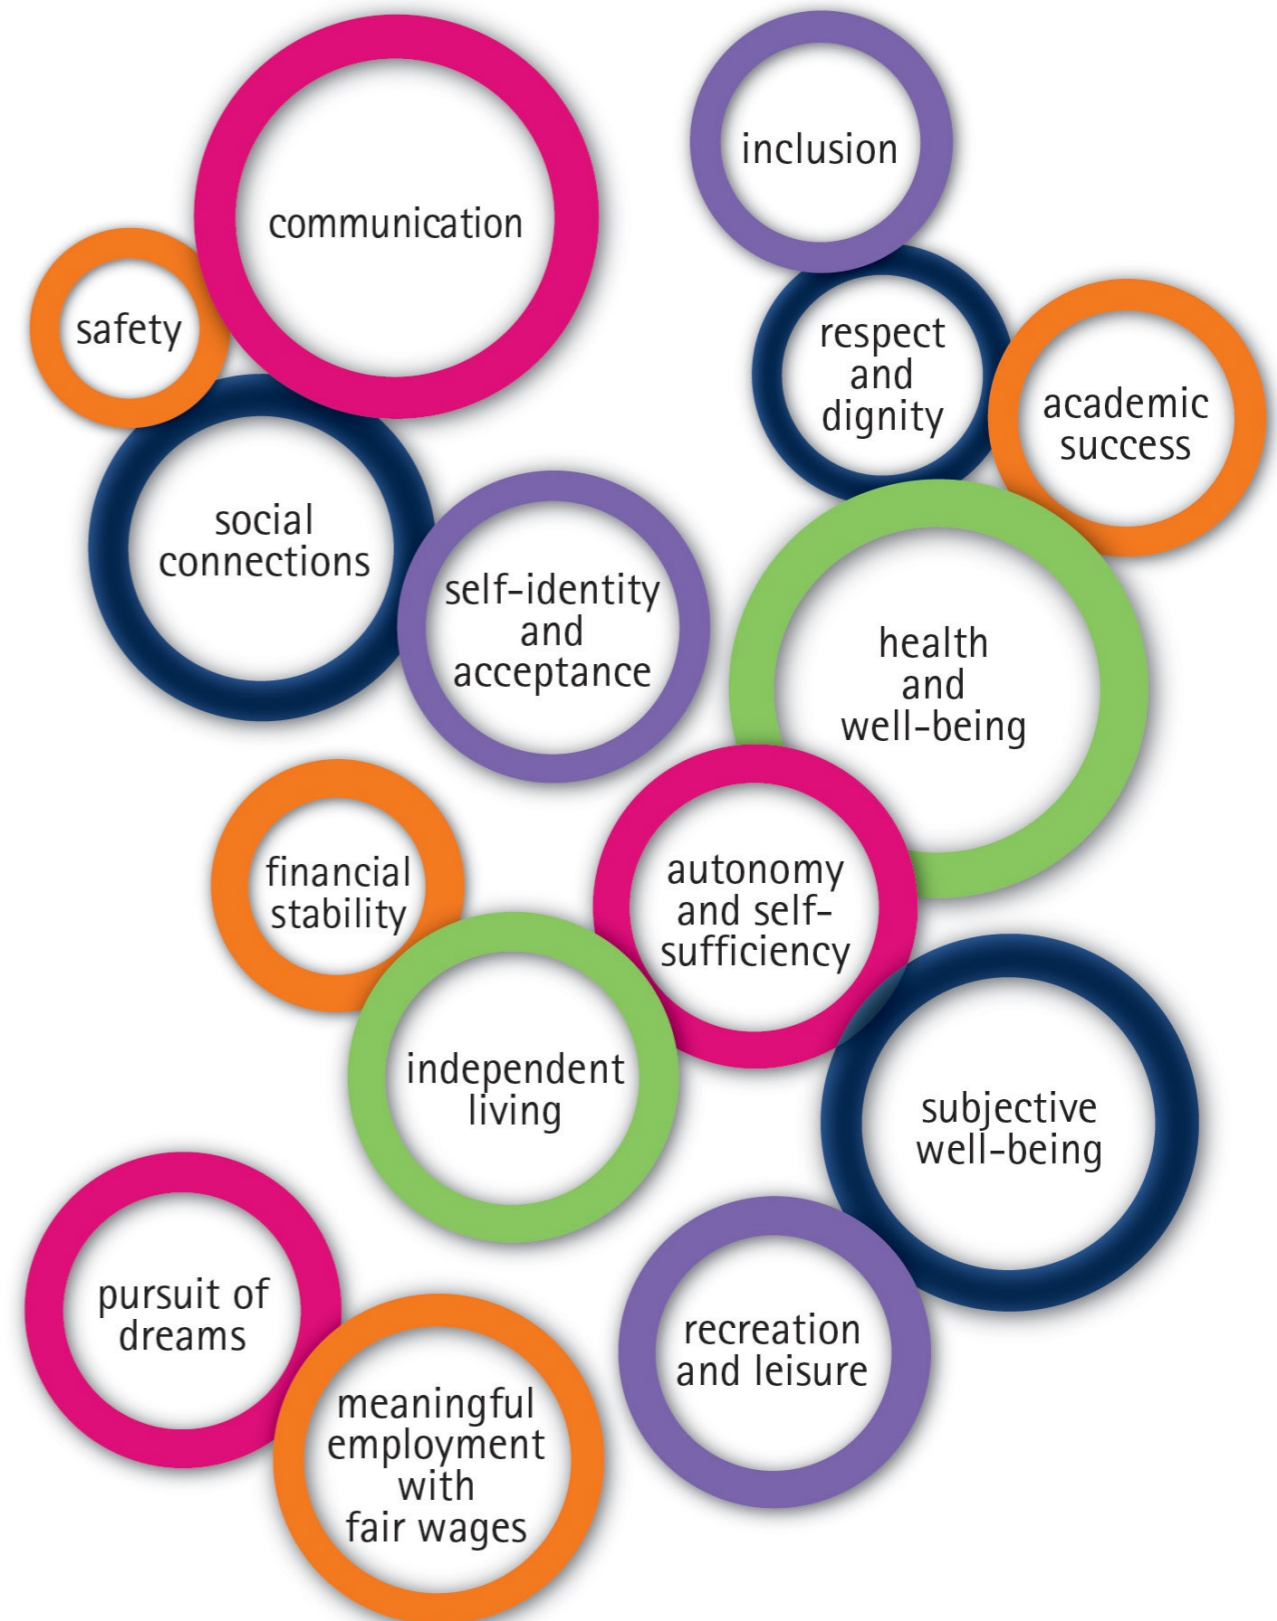 communication
inclusion
safety
respect
and
dignity
academic
success
social
connections
self-identity
and
acceptance
health
and
well-being
financial
stability
autonomy
and self-
sufficiency
independent
living
subjective
well-being
pursuit of
dreams
recreation
and leisure
meaningful
employment
with
fair wages